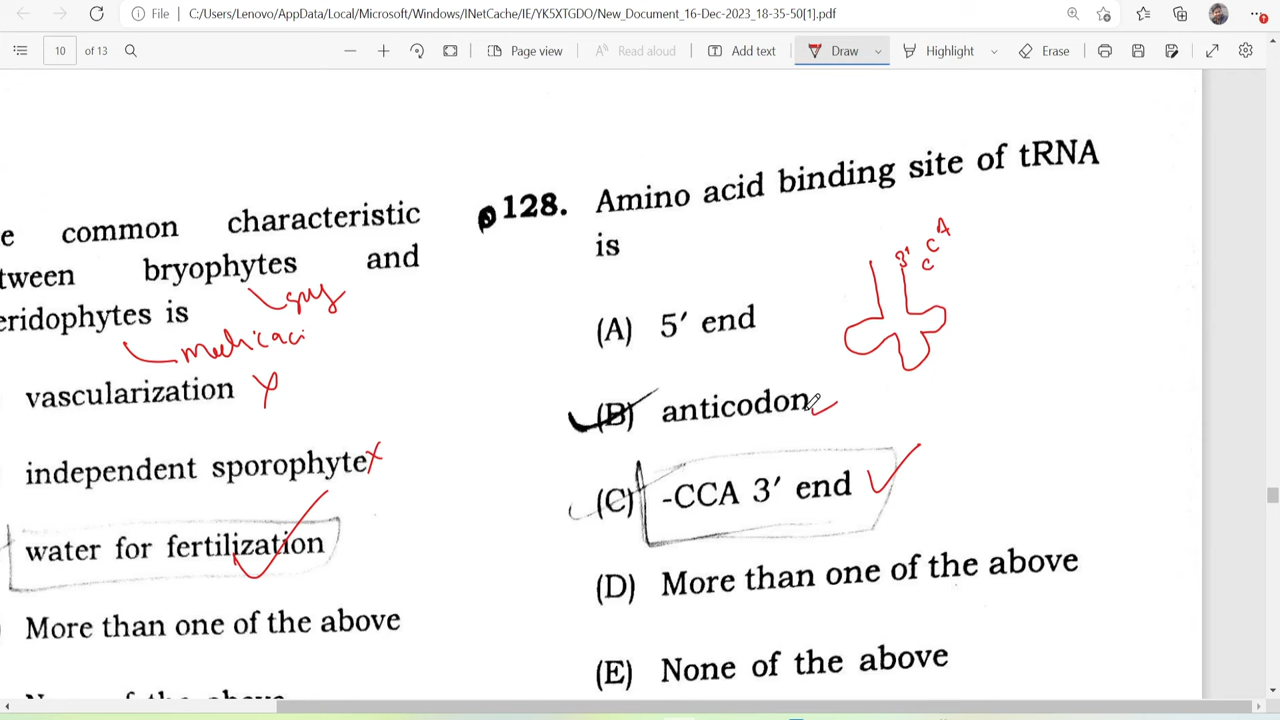 File
C:/Users/Lenovo/AppData/Local/Microsoft/Windows/INetCache/IE/YK5XTGDO/New_Document_16-Dec-2023_18-35-50[1].pdf
10 of 13
Page view
Read aloud
Add text
Draw
Highlight
Erase
e common characteristic
tween bryophytes and
eridophytes is
vascularization X
independent sporophyte X
water for fertilization
More than one of the above
128. Amino acid binding site of tRNA
is
3' C C A
(A) 5′ end
(B) anticodon
(C) -CCA 3′ end
(D) More than one of the above
(E) None of the above